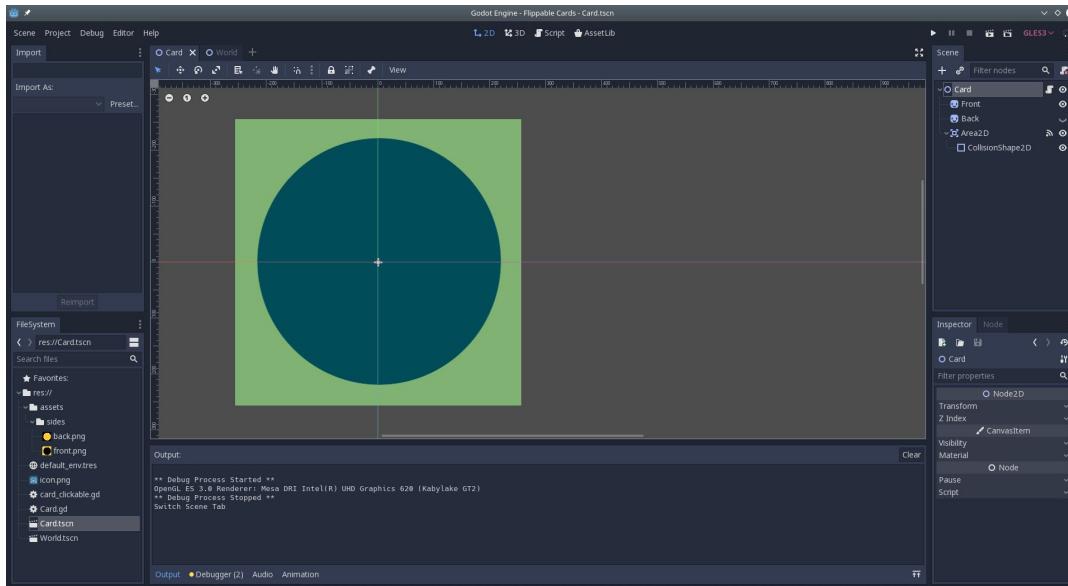 Godot Engine - Flippable Cards - Card.tscn
Scene Project Debug Editor Help
2D 3D Script AssetLib
GLES3
Import
Import As:
Preset...
Reimport
FileSystem
res://Card.tscn
Search files
Favorites:
res://
assets
sides
back.png
front.png
default_env.tres
icon.png
card_clickable.gd
Card.gd
Card.tscn
World.tscn
Card World
View
Output:
Clear
** Debug Process Started **
OpenGL ES 3.0 Renderer: Mesa DRI Intel(R) UHD Graphics 620 (Kabylake GT2)
** Debug Process Stopped **
Switch Scene Tab
Output Debugger (2) Audio Animation
Scene
Filter nodes
Card
Front
Back
Area2D
CollisionShape2D
Inspector Node
Card
Filter properties
Node2D
Transform
Z Index
CanvasItem
Visibility
Material
Node
Pause
Script